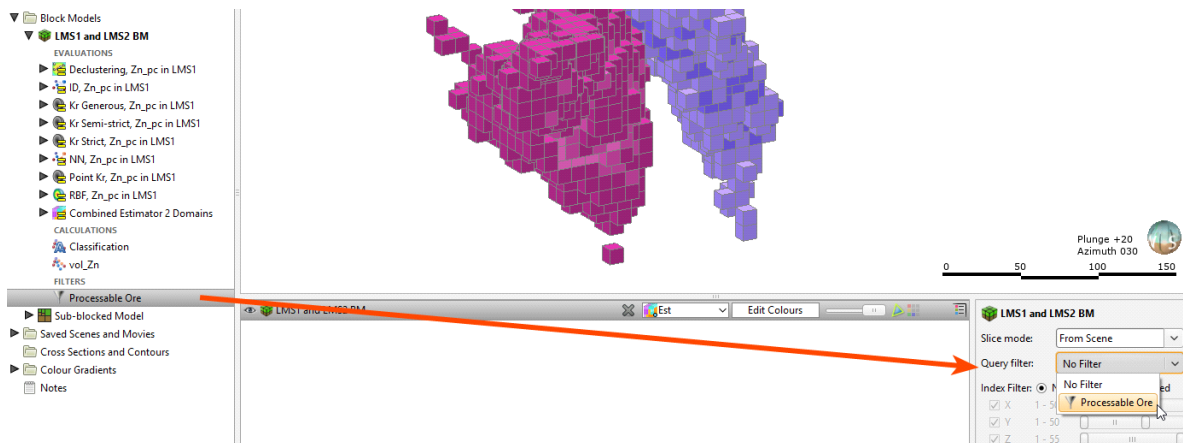 Block Models
LMS1 and LMS2 BM
EVALUATIONS
Declustering, Zn_pc in LMS1
ID, Zn_pc in LMS1
Kr Generous, Zn_pc in LMS1
Kr Semi-strict, Zn_pc in LMS1
Kr Strict, Zn_pc in LMS1
NN, Zn_pc in LMS1
Point Kr, Zn_pc in LMS1
RBF, Zn_pc in LMS1
Combined Estimator 2 Domains
CALCULATIONS
Classification
vol_Zn
FILTERS
Processable Ore
Sub-blocked Model
Saved Scenes and Movies
Cross Sections and Contours
Colour Gradients
Notes
Plunge +20
Azimuth 030
0 50 100 150
LMS1 and LMS2 BM
Est
Edit Colours
LMS1 and LMS2 BM
Slice mode: From Scene
Query filter: No Filter
No Filter
Processable Ore
Index Filter:
X 1 - 50
Y 1 - 50
Z 1 - 55